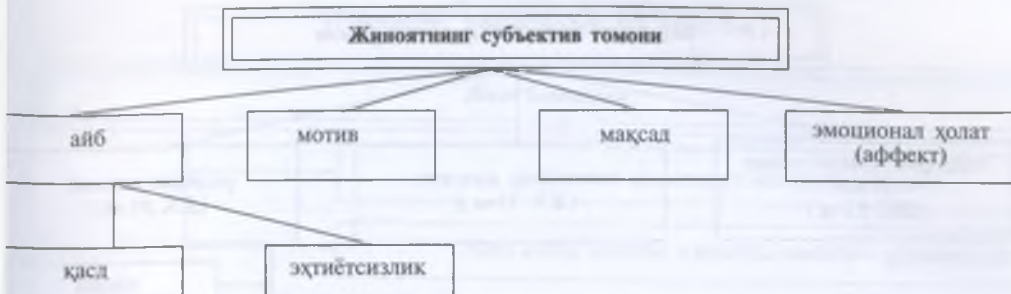 Жиноятнинг субъектив томони
айб
мотив
мақсад
эмоционал ҳолат
(аффект)
қасд
эҳтиётсизлик